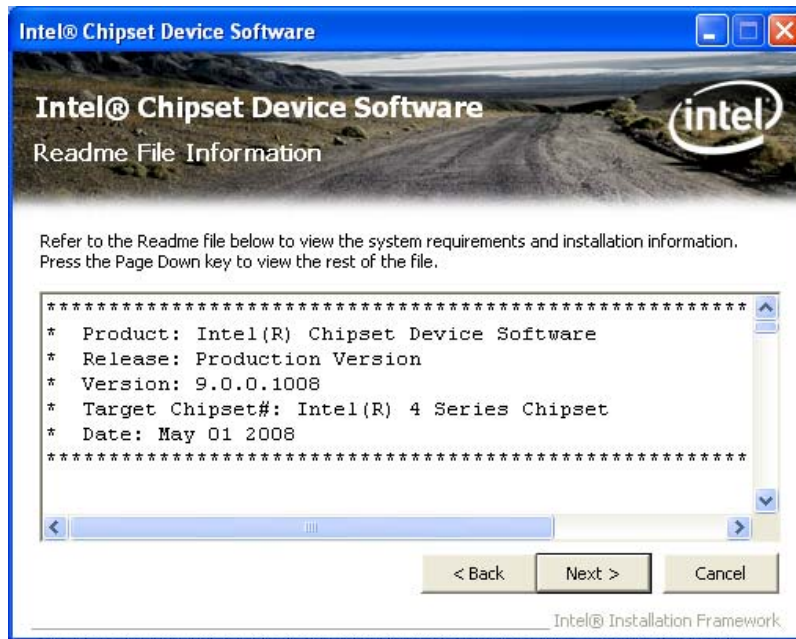 Intel® Chipset Device Software
Intel® Chipset Device Software
intel
Readme File Information
Refer to the Readme file below to view the system requirements and installation information.
Press the Page Down key to view the rest of the file.
********************************************************
* Product: Intel(R) Chipset Device Software
* Release: Production Version
* Version: 9.0.0.1008
* Target Chipset#: Intel(R) 4 Series Chipset
* Date: May 01 2008
********************************************************
< Back Next > Cancel
Intel® Installation Framework